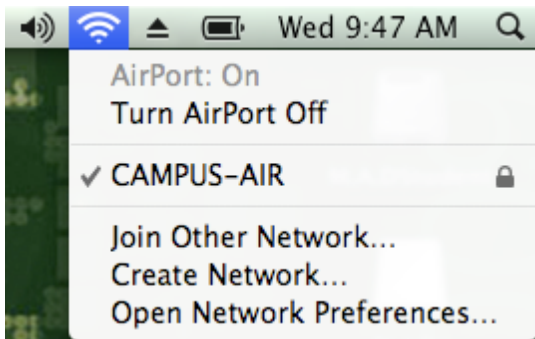 Wed 9:47 AM
AirPort: On
Turn AirPort Off
CAMPUS-AIR
Join Other Network...
Create Network...
Open Network Preferences...